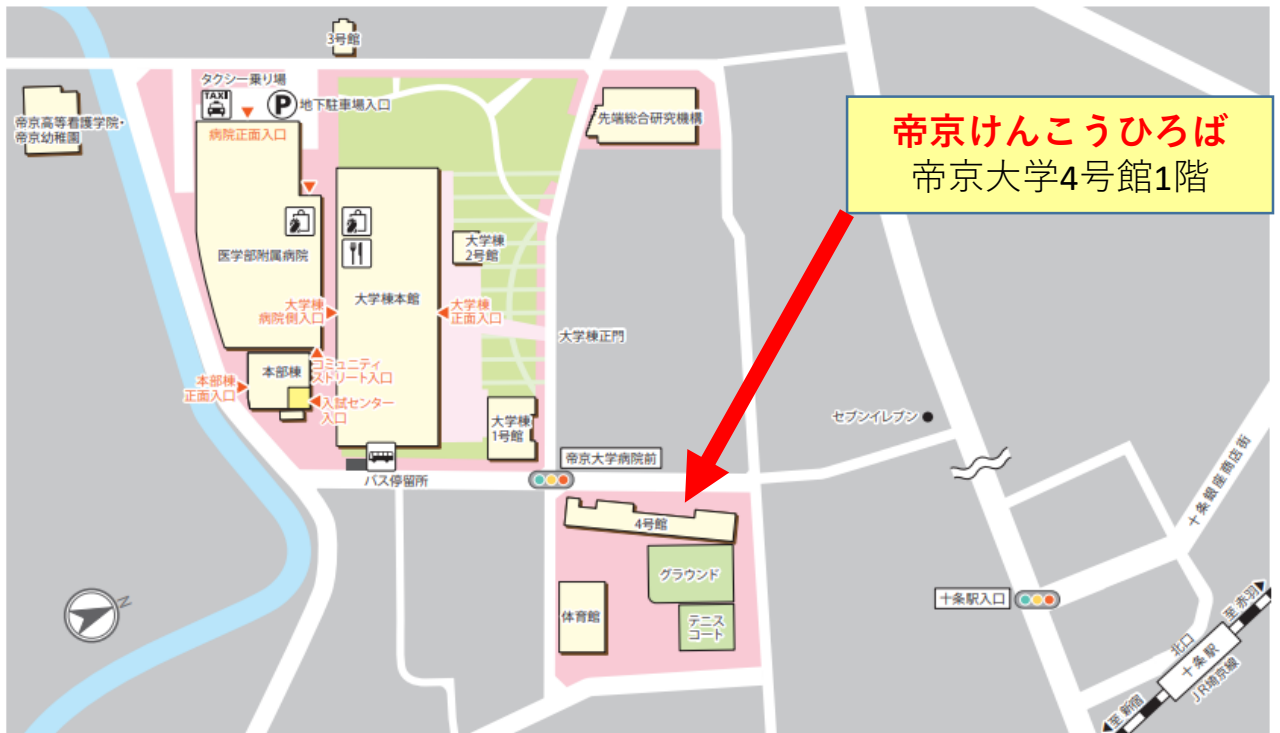 3号館
タクシー乗り場
TAXI
P
地下駐車場入口
帝京高等看護学院・
帝京幼稚園
病院正面入口
先端総合研究機構
帝京けんこうひろば
帝京大学4号館1階
医学部附属病院
大学棟
2号館
大学棟本館
大学棟
病院側入口
大学棟
正面入口
大学棟正門
本部棟
コミュニティ
ストリート入口
本部棟
正面入口
入試センター
入口
大学棟
1号館
セブンイレブン
帝京大学病院前
バス停留所
十条銀座商店街
4号館
グラウンド
体育館
テニス
コート
十条駅入口
N
至 赤羽
北口
十条駅
JR埼京線
至 新宿